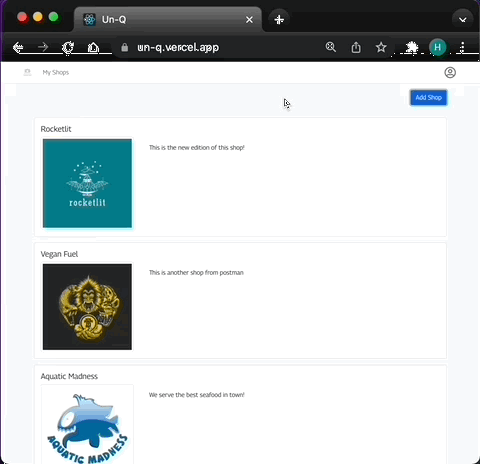 Un-Q
un-q.vercel.app
H
My Shops
Add Shop
Rocketlit
This is the new edition of this shop!
rocketlit
Vegan Fuel
This is another shop from postman
Aquatic Madness
We serve the best seafood in town!
AQUATIC MADNESS